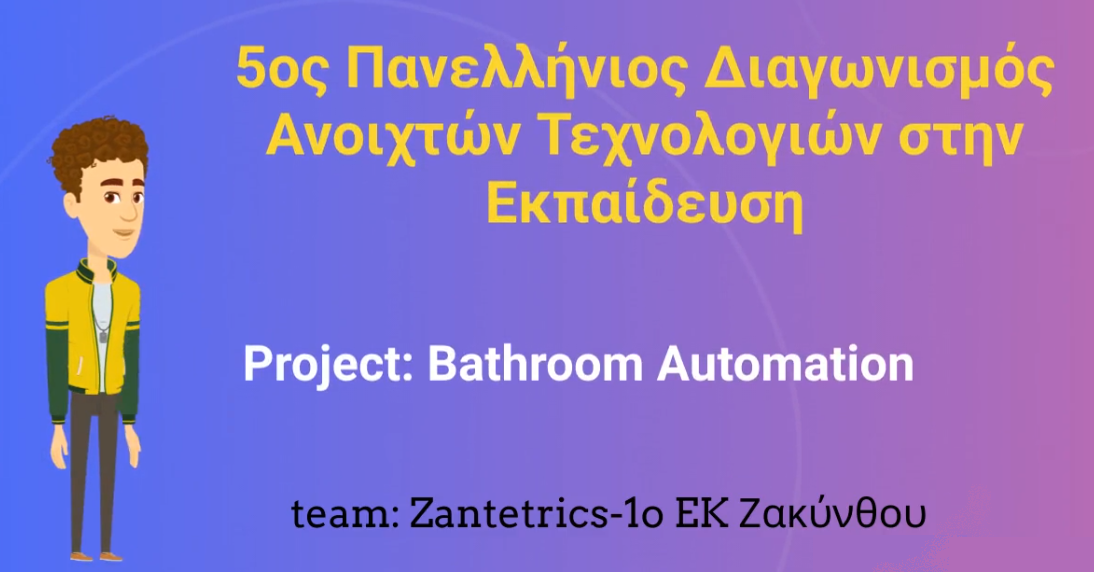 5ος Πανελλήνιος Διαγωνισμός
Ανοιχτών Τεχνολογιών στην
Εκπαίδευση
Project: Bathroom Automation
team: Zantetrics-1ο ΕΚ Ζακύνθου